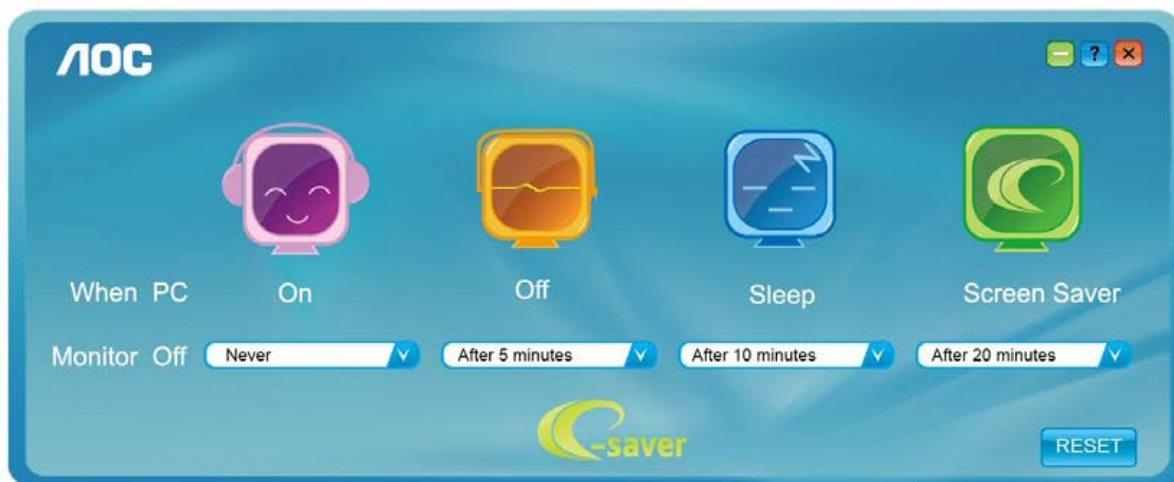 AOC
?
When PC On Off Sleep Screen Saver
Monitor Off Never After 5 minutes After 10 minutes After 20 minutes
e-saver
RESET